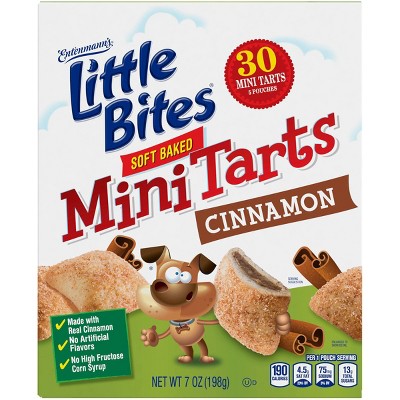 Entenmann's
Little
Bites®
SOFT BAKED
Mini Tarts
CINNAMON
30
MINI TARTS
5 POUCHES
✓ Made with
Real Cinnamon
✓ No Artificial
Flavors
✓ No High Fructose
Corn Syrup
PER 1 POUCH SERVING
190
CALORIES
4.5g
SAT FAT
75mg
SODIUM
13g
TOTAL
SUGARS
NET WT 7 OZ (198g)